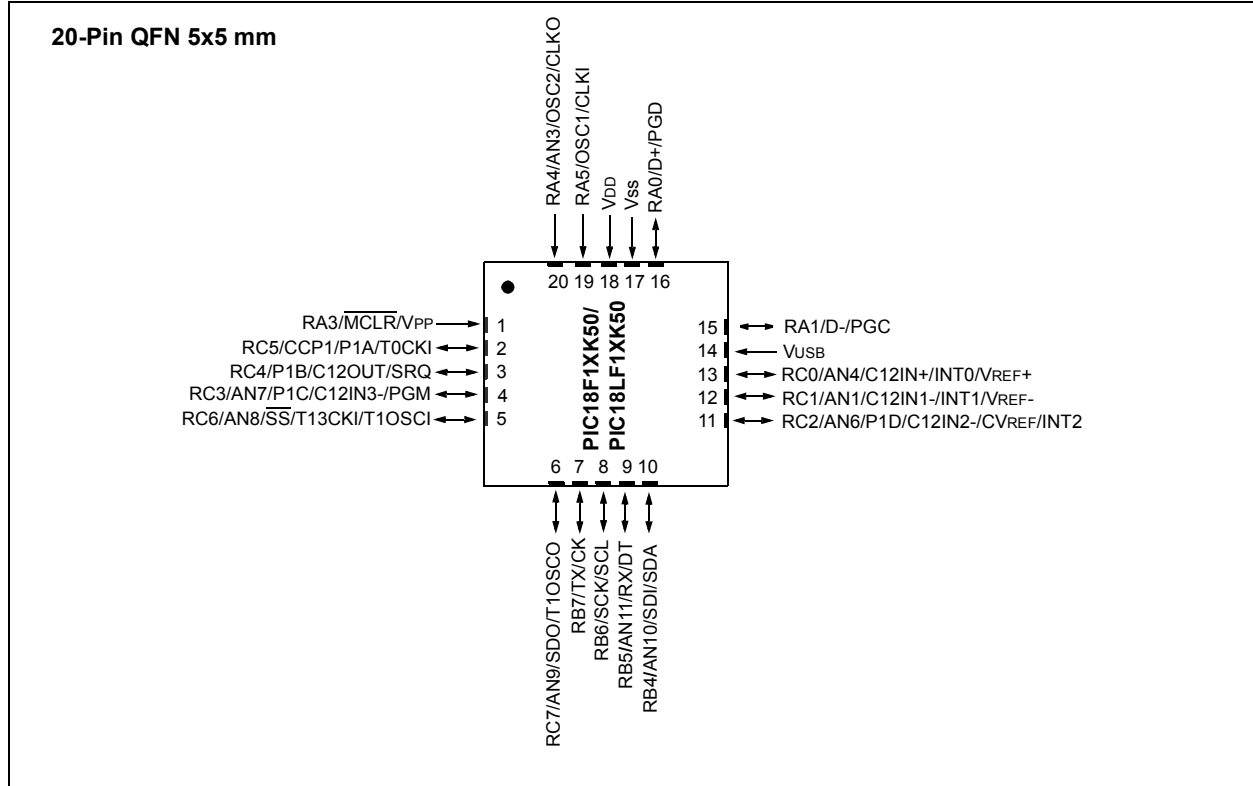 20-Pin QFN 5x5 mm
RA4/AN3/OSC2/CLKO
RA5/OSC1/CLKI
VDD
Vss
RA0/D+/PGD
20 19 18 17 16
RA3/MCLR/VPP
1
RC5/CCP1/P1A/T0CKI
2
RC4/P1B/C12OUT/SRQ
3
RC3/AN7/P1C/C12IN3-/PGM
4
RC6/AN8/SS/T13CKI/T1OSCI
5
PIC18F1XK50/
PIC18LF1XK50
15
RA1/D-/PGC
14
VUSB
13
RC0/AN4/C12IN+/INT0/VREF+
12
RC1/AN1/C12IN1-/INT1/VREF-
11
RC2/AN6/P1D/C12IN2-/CVREF/INT2
6 7 8 9 10
RC7/AN9/SDO/T1OSCO
RB7/TX/CK
RB6/SCK/SCL
RB5/AN11/RX/DT
RB4/AN10/SDI/SDA